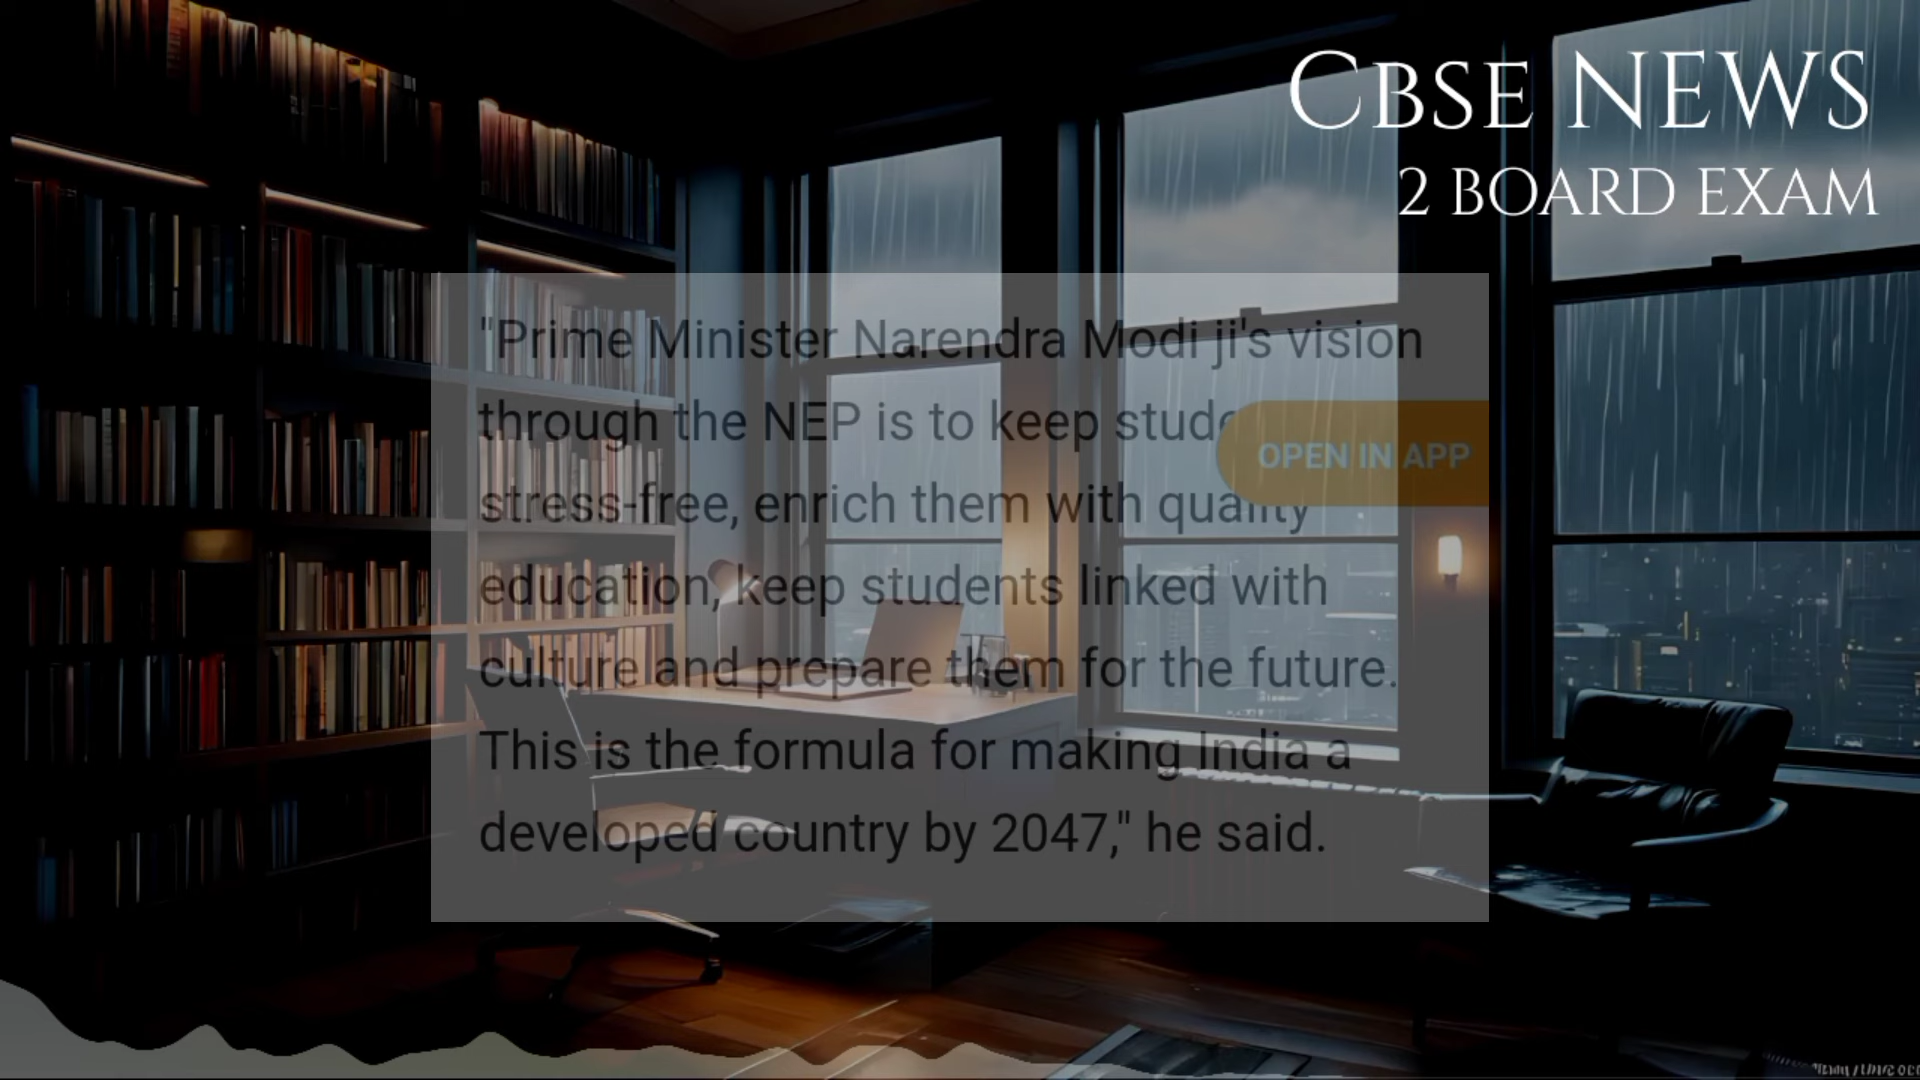 CBSE NEWS
2 BOARD EXAM
"Prime Minister Narendra Modi ji's vision
through the NEP is to keep stude
OPEN IN APP
stress-free, enrich them with quality
education, keep students linked with
culture and prepare them for the future.
This is the formula for making India a
developed country by 2047," he said.